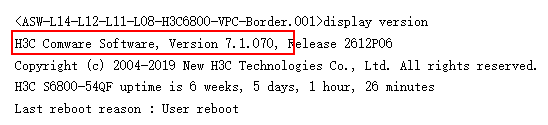 <ASW-L14-L12-L11-L08-H3C6800-VPC-Border.001>display version
H3C Comware Software, Version 7.1.070, Release 2612P06
Copyright (c) 2004-2019 New H3C Technologies Co., Ltd. All rights reserved.
H3C S6800-54QF uptime is 6 weeks, 5 days, 1 hour, 26 minutes
Last reboot reason : User reboot